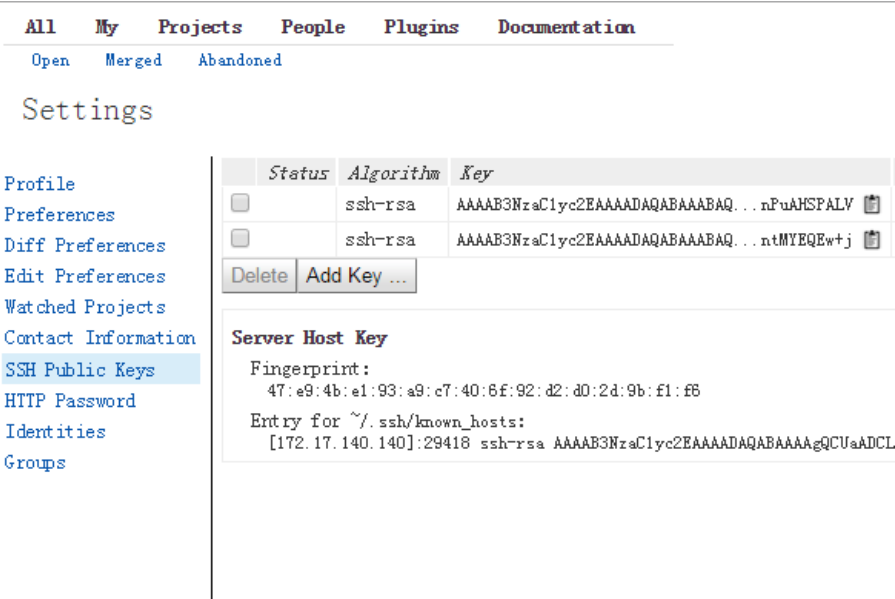 All My Projects People Plugins Documentation
Open Merged Abandoned
Settings
Profile
Preferences
Diff Preferences
Edit Preferences
Watched Projects
Contact Information
SSH Public Keys
HTTP Password
Identities
Groups
Status Algorithm Key
ssh-rsa AAAAB3NzaC1yc2EAAAADAQABAAABAQ...nPuAHSPALV
ssh-rsa AAAAB3NzaC1yc2EAAAADAQABAAABAQ...ntMYEQEw+j
Delete Add Key ...
Server Host Key
Fingerprint:
47:e9:4b:e1:93:a9:c7:40:6f:92:d2:d0:2d:9b:f1:f6
Entry for ~/.ssh/known_hosts:
[172.17.140.140]:29418 ssh-rsa AAAAB3NzaC1yc2EAAAADAQABAAAAgQCUaADCL